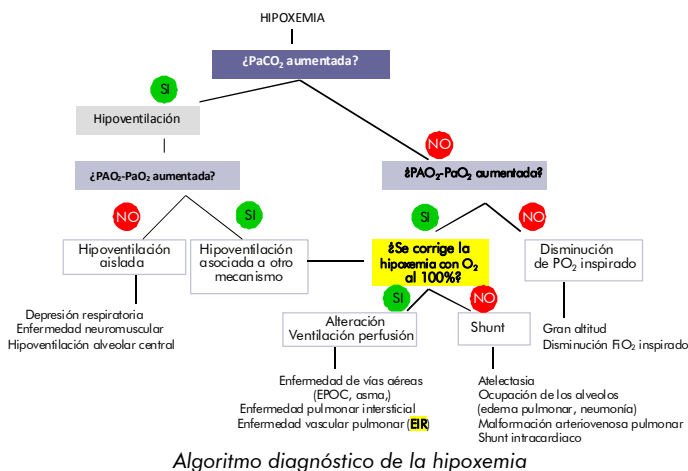 HIPOXEMIA
¿PaCO₂ aumentada?
SI
Hipoventilación
NO
¿PAO₂-PaO₂ aumentada?
¿PAO₂-PaO₂ aumentada?
NO
SI
SI
NO
Hipoventilación
aislada
Hipoventilación
asociada a otro
mecanismo
¿Se corrige la
hipoxemia con O₂
al 100%?
Disminución
de PO₂ inspirado
Depresión respiratoria
Enfermedad neuromuscular
Hipoventilación alveolar central
SI
NO
Alteración
Ventilación perfusión
Shunt
Gran altitud
Disminución FiO₂ inspirado
Enfermedad de vías aéreas
(EPOC, asma,)
Enfermedad pulmonar intersticial
Enfermedad vascular pulmonar (EIR)
Atelectasia
Ocupación de los alveolos
(edema pulmonar, neumonía)
Malformación arteriovenosa pulmonar
Shunt intracardiaco
Algoritmo diagnóstico de la hipoxemia